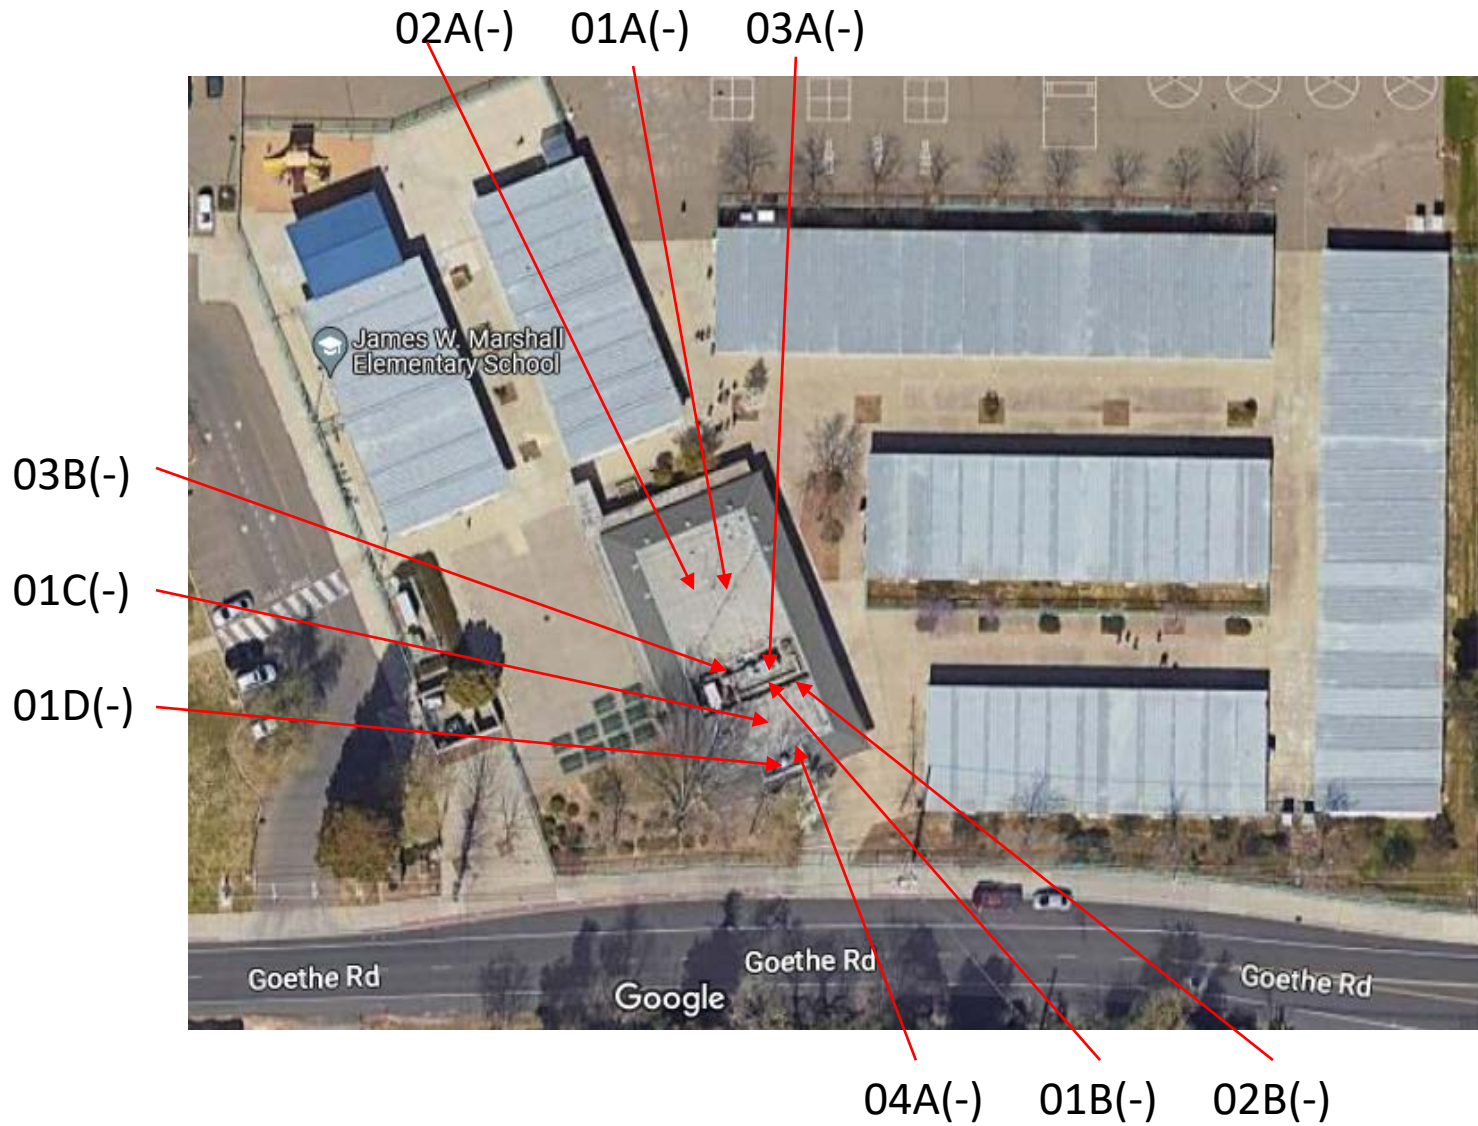 02A(-) 01A(-) 03A(-)
James W. Marshall
Elementary School
03B(-)
01C(-)
01D(-)
Goethe Rd
Goethe Rd
Goethe Rd
Google
04A(-) 01B(-) 02B(-)